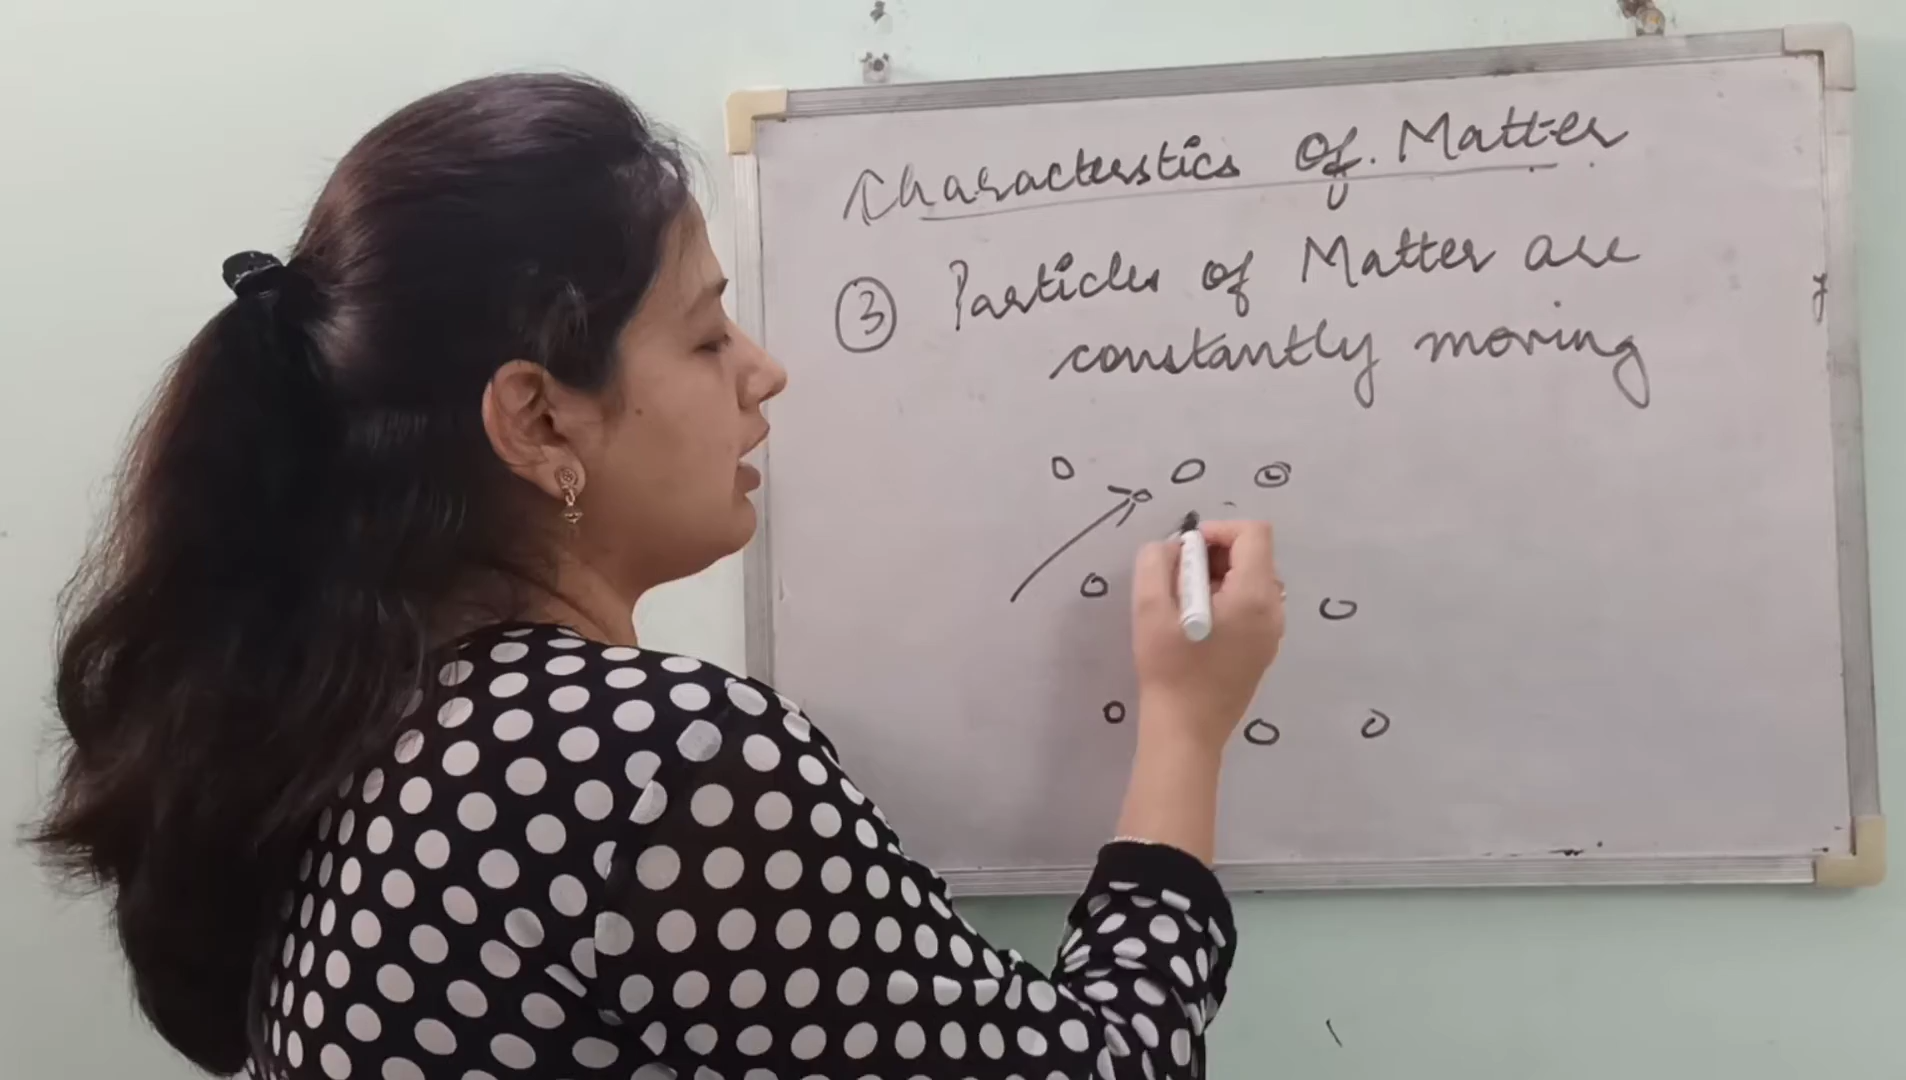 Characterstics Of Matter
③ Particles of Matter are
constantly moving